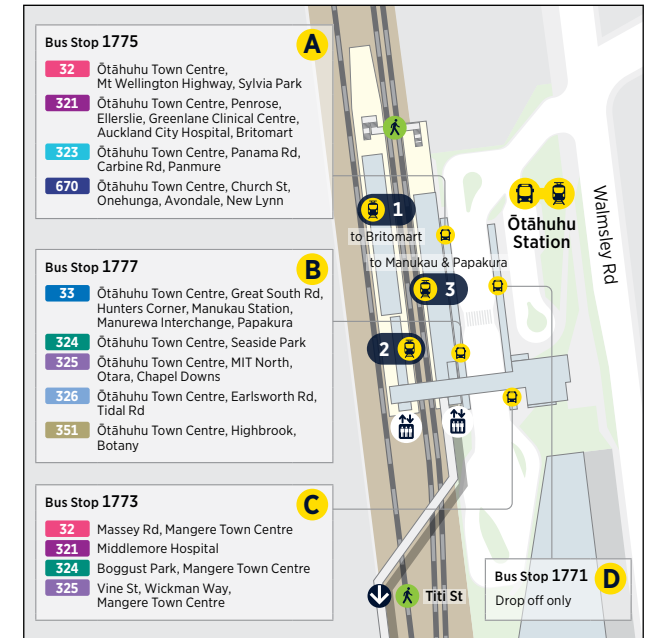 Bus Stop 1775
A
32 Ōtāhuhu Town Centre,
Mt Wellington Highway, Sylvia Park
321 Ōtāhuhu Town Centre, Penrose,
Ellerslie, Greenlane Clinical Centre,
Auckland City Hospital, Britomart
323 Ōtāhuhu Town Centre, Panama Rd,
Carbine Rd, Panmure
670 Ōtāhuhu Town Centre, Church St,
Onehunga, Avondale, New Lynn
Bus Stop 1777
B
33 Ōtāhuhu Town Centre, Great South Rd,
Hunters Corner, Manukau Station,
Manurewa Interchange, Papakura
324 Ōtāhuhu Town Centre, Seaside Park
325 Ōtāhuhu Town Centre, MIT North,
Otara, Chapel Downs
326 Ōtāhuhu Town Centre, Earlsworth Rd,
Tidal Rd
351 Ōtāhuhu Town Centre, Highbrook,
Botany
Bus Stop 1773
C
32 Massey Rd, Mangere Town Centre
321 Middlemore Hospital
324 Boggust Park, Mangere Town Centre
325 Vine St, Wickman Way,
Mangere Town Centre
1
to Britomart
to Manukau & Papakura
3
2
Ōtāhuhu
Station
Walmsley Rd
Titi St
Bus Stop 1771
D
Drop off only